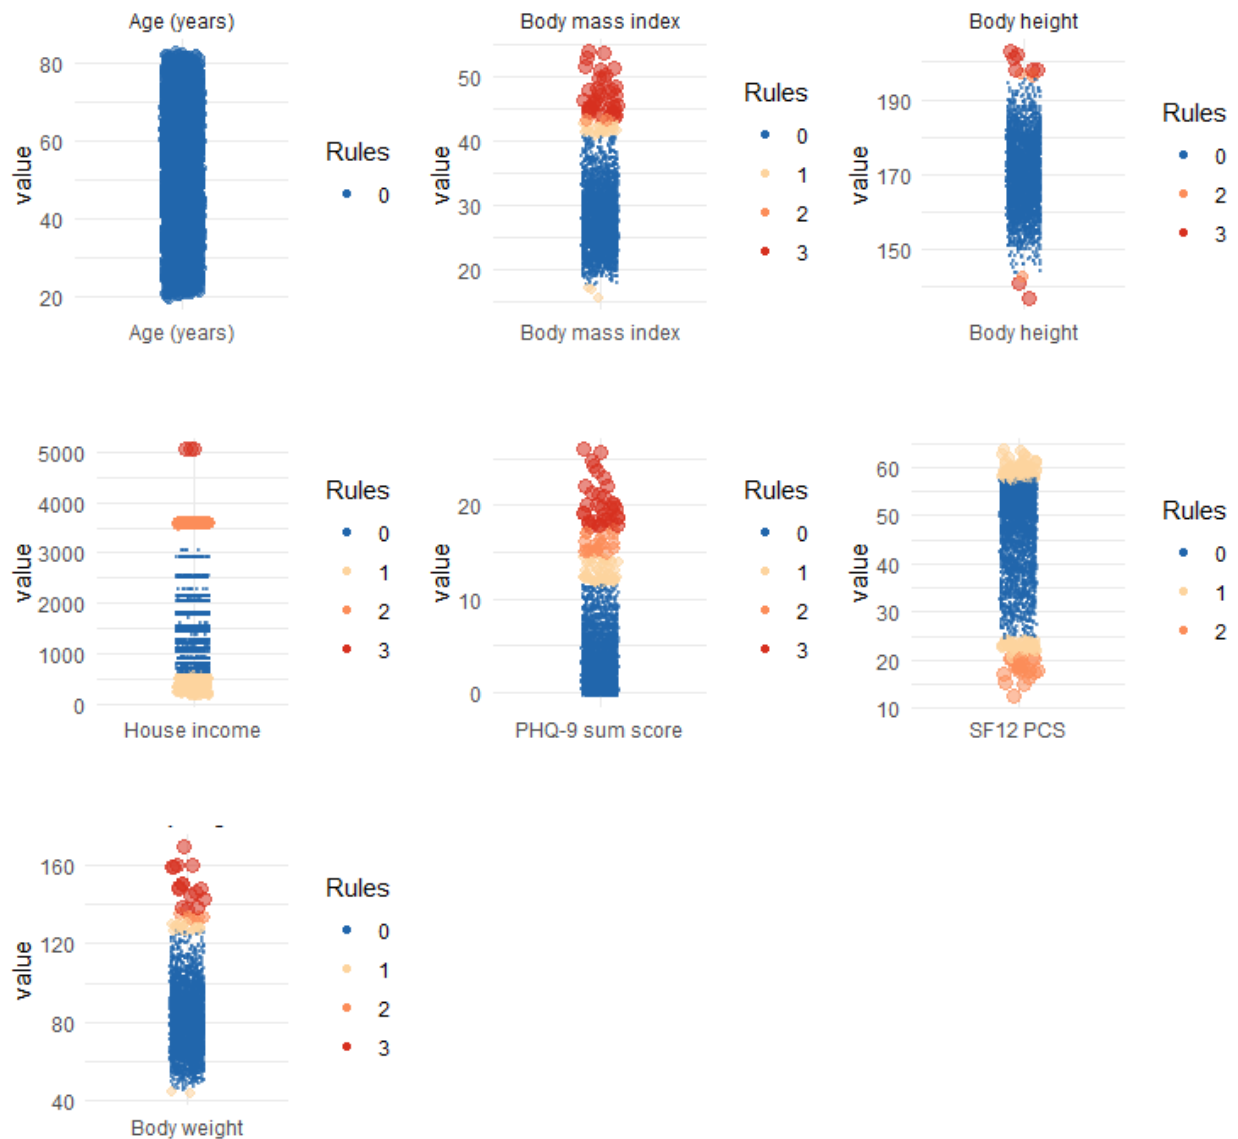 Age (years)
value
80
60
40
20
Age (years)
Rules
0
Body mass index
value
50
40
30
20
Body mass index
Rules
0
1
2
3
Body height
value
190
170
150
Body height
Rules
0
2
3
value
5000
4000
3000
2000
1000
0
House income
Rules
0
1
2
3
value
20
10
0
PHQ-9 sum score
Rules
0
1
2
3
value
60
50
40
30
20
10
SF12 PCS
Rules
0
1
2
value
160
120
80
40
Body weight
Rules
0
1
2
3